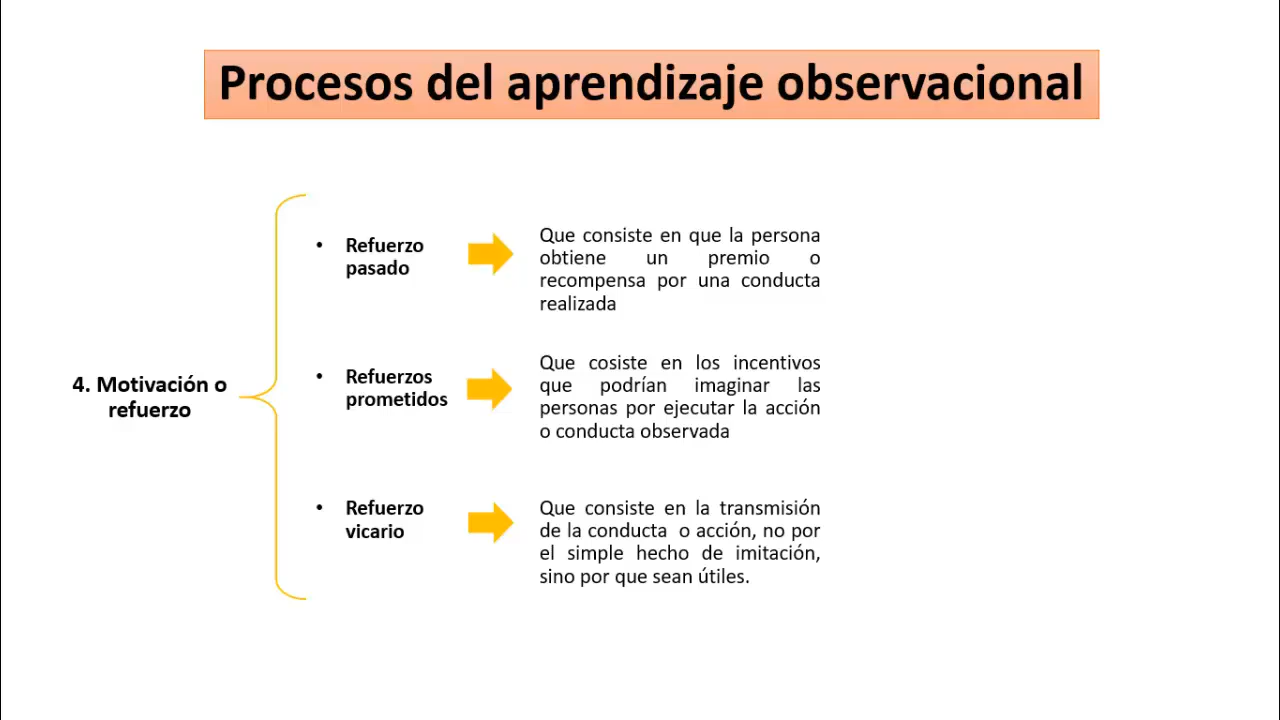 Procesos del aprendizaje observacional
4. Motivación o
refuerzo
• Refuerzo
pasado
Que consiste en que la persona
obtiene un premio o
recompensa por una conducta
realizada
• Refuerzos
prometidos
Que cosiste en los incentivos
que podrían imaginar las
personas por ejecutar la acción
o conducta observada
• Refuerzo
vicario
Que consiste en la transmisión
de la conducta o acción, no por
el simple hecho de imitación,
sino por que sean útiles.